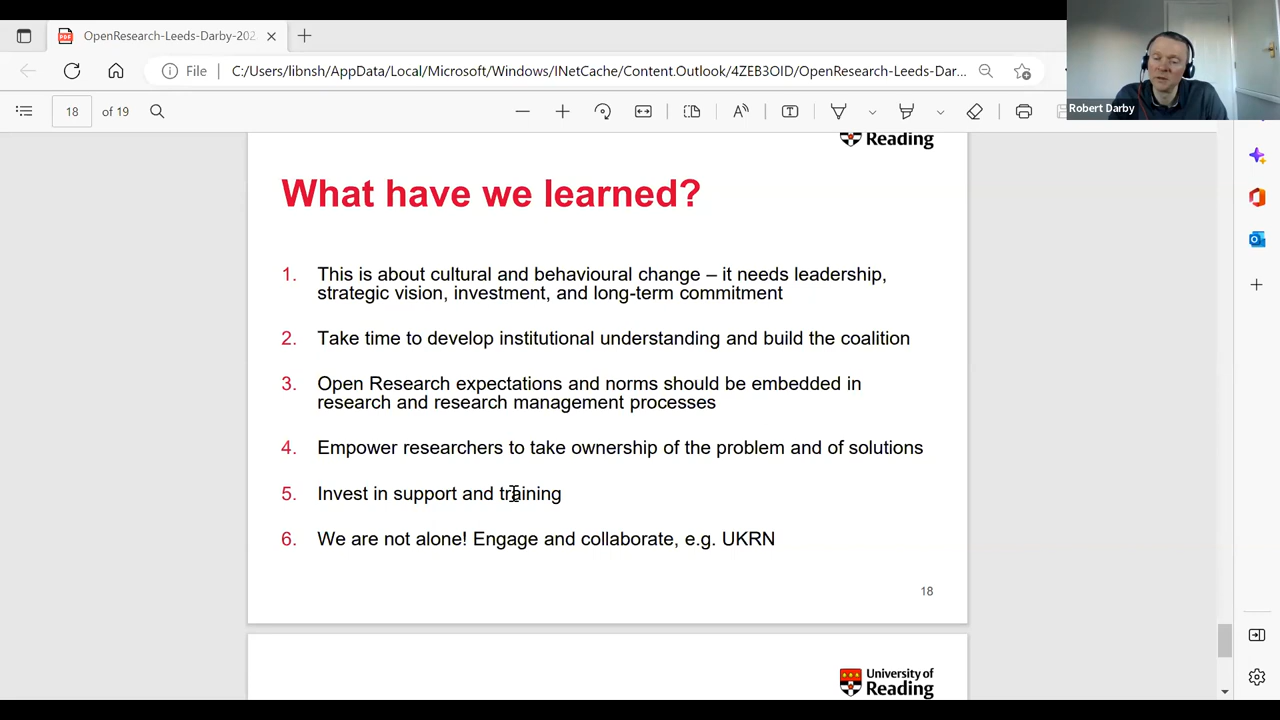 OpenResearch-Leeds-Darby-202
File
C:/Users/libnsh/AppData/Local/Microsoft/Windows/INetCache/Content.Outlook/4ZEB3OID/OpenResearch-Leeds-Dar...
Robert Darby
18 of 19
Reading
What have we learned?
1. This is about cultural and behavioural change – it needs leadership,
strategic vision, investment, and long-term commitment
2. Take time to develop institutional understanding and build the coalition
3. Open Research expectations and norms should be embedded in
research and research management processes
4. Empower researchers to take ownership of the problem and of solutions
5. Invest in support and training
6. We are not alone! Engage and collaborate, e.g. UKRN
18
University of
Reading